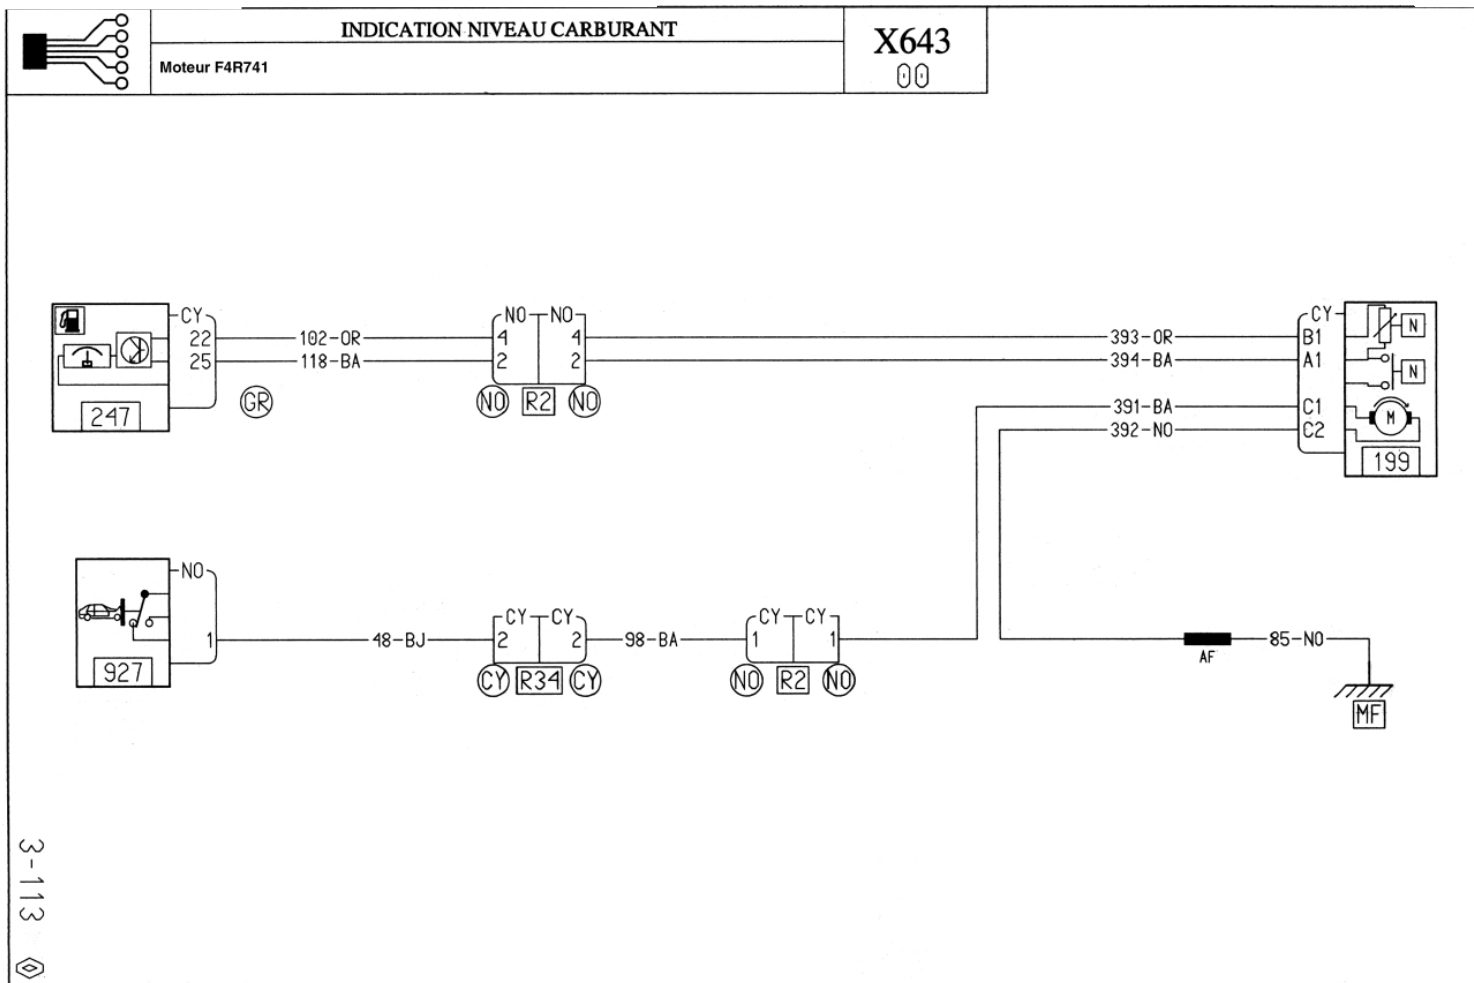 INDICATION NIVEAU CARBURANT
Moteur F4R741
X643
00
CY
22 102-OR
25 118-BA
247
GR
NO NO
4 4
2 2
NO R2 NO
393-OR
394-BA
391-BA
392-NO
CY
B1
A1
C1
C2
N
N
M
199
NO
1
927
48-BJ
CY CY
2 2
CY R34 CY
98-BA
CY CY
1 1
NO R2 NO
AF
85-NO
MF
3-113